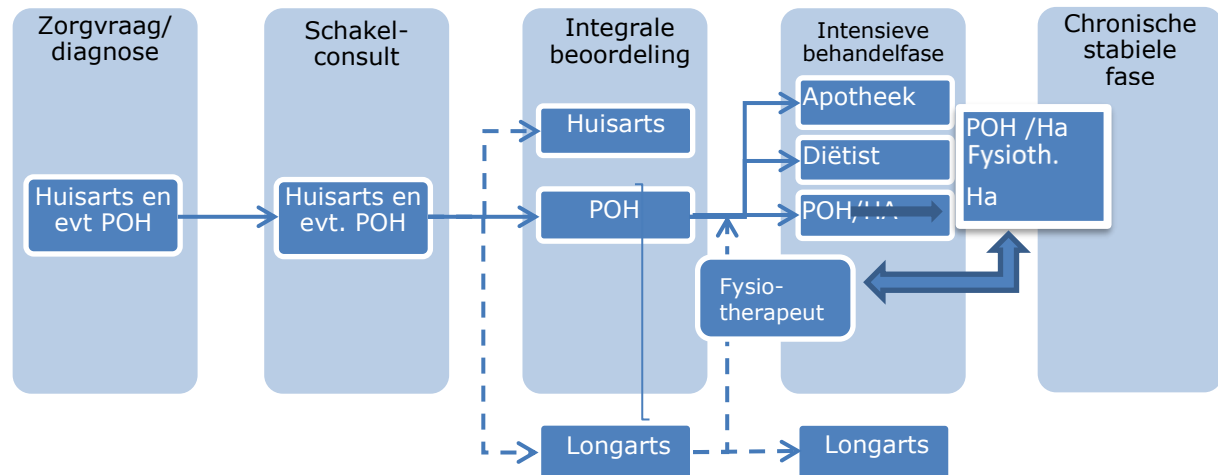 Zorgvraag/
diagnose
Schakel-
consult
Integrale
beoordeling
Intensieve
behandelfase
Chronische
stabiele
fase
Huisarts en
evt POH
Huisarts en
evt. POH
Huisarts
POH
Longarts
Apotheek
Diëtist
POH/HA
Fysio-
therapeut
Longarts
POH /Ha
Fysioth.
Ha